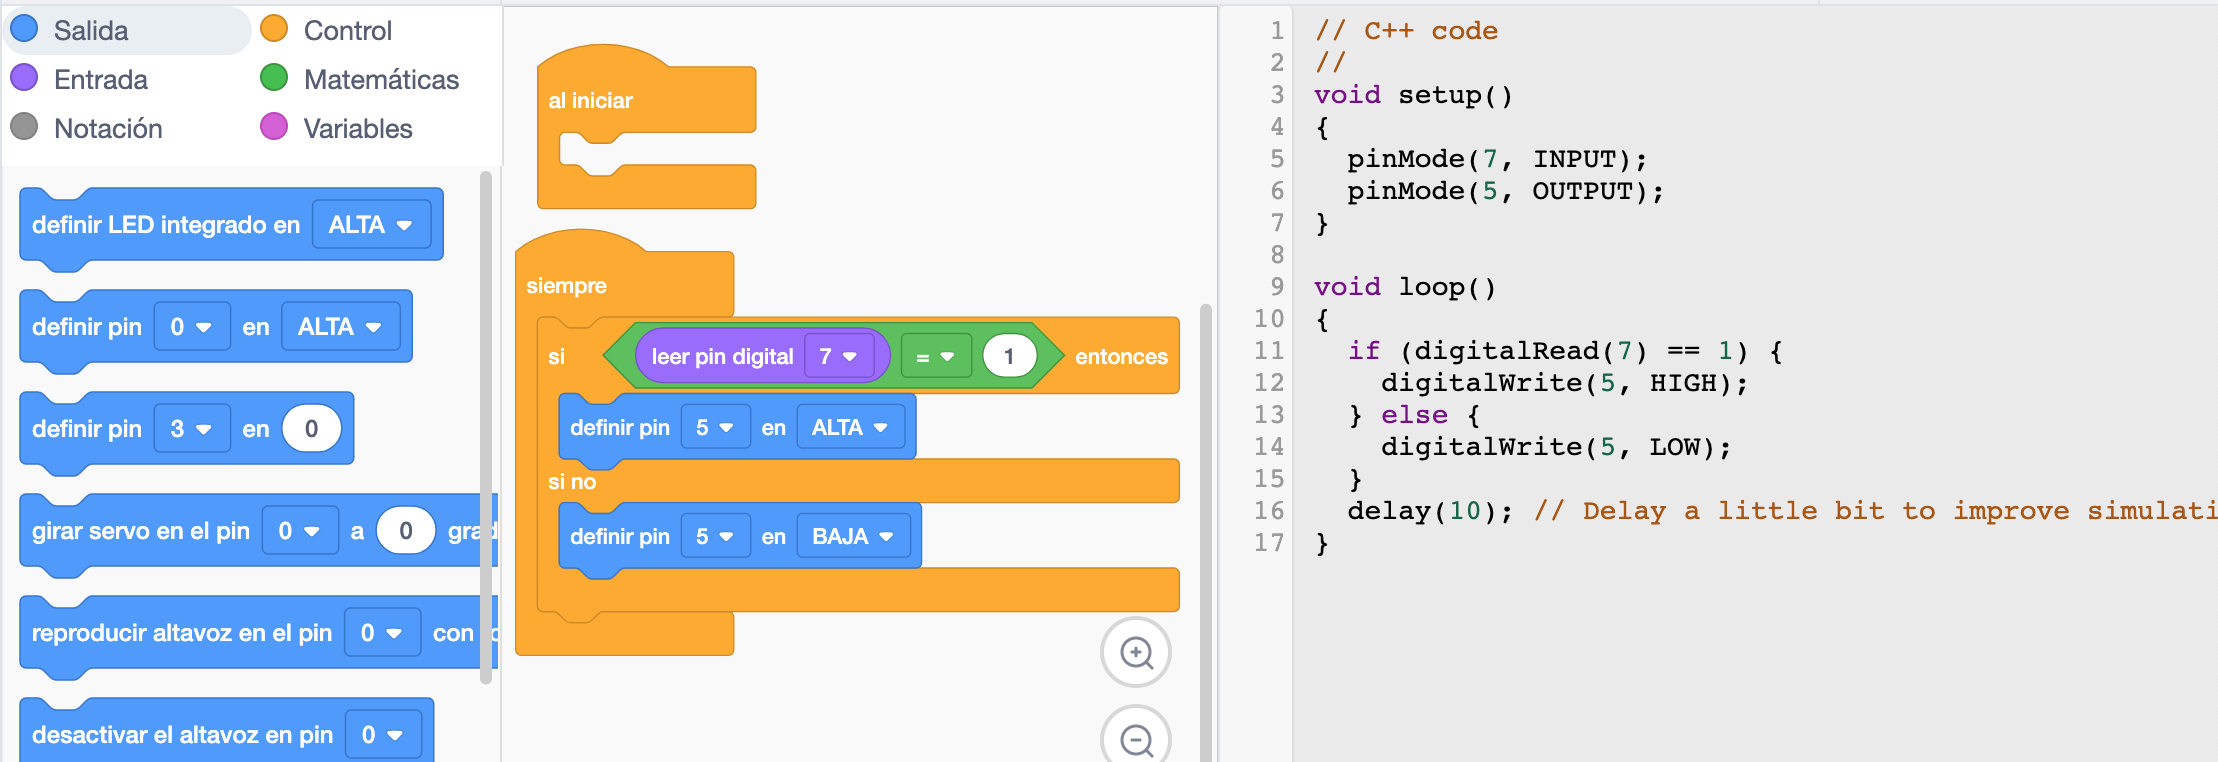 Salida
Control
Entrada
Matemáticas
Notación
Variables
definir LED integrado en ALTA
definir pin 0 en ALTA
definir pin 3 en 0
girar servo en el pin 0 a 0 grad
reproducir altavoz en el pin 0 con
desactivar el altavoz en pin 0
al iniciar
siempre
si leer pin digital 7 = 1 entonces
definir pin 5 en ALTA
si no
definir pin 5 en BAJA
1 // C++ code
2 //
3 void setup()
4 {
5 pinMode(7, INPUT);
6 pinMode(5, OUTPUT);
7 }
8
9 void loop()
10 {
11 if (digitalRead(7) == 1) {
12 digitalWrite(5, HIGH);
13 } else {
14 digitalWrite(5, LOW);
15 }
16 delay(10); // Delay a little bit to improve simulati
17 }